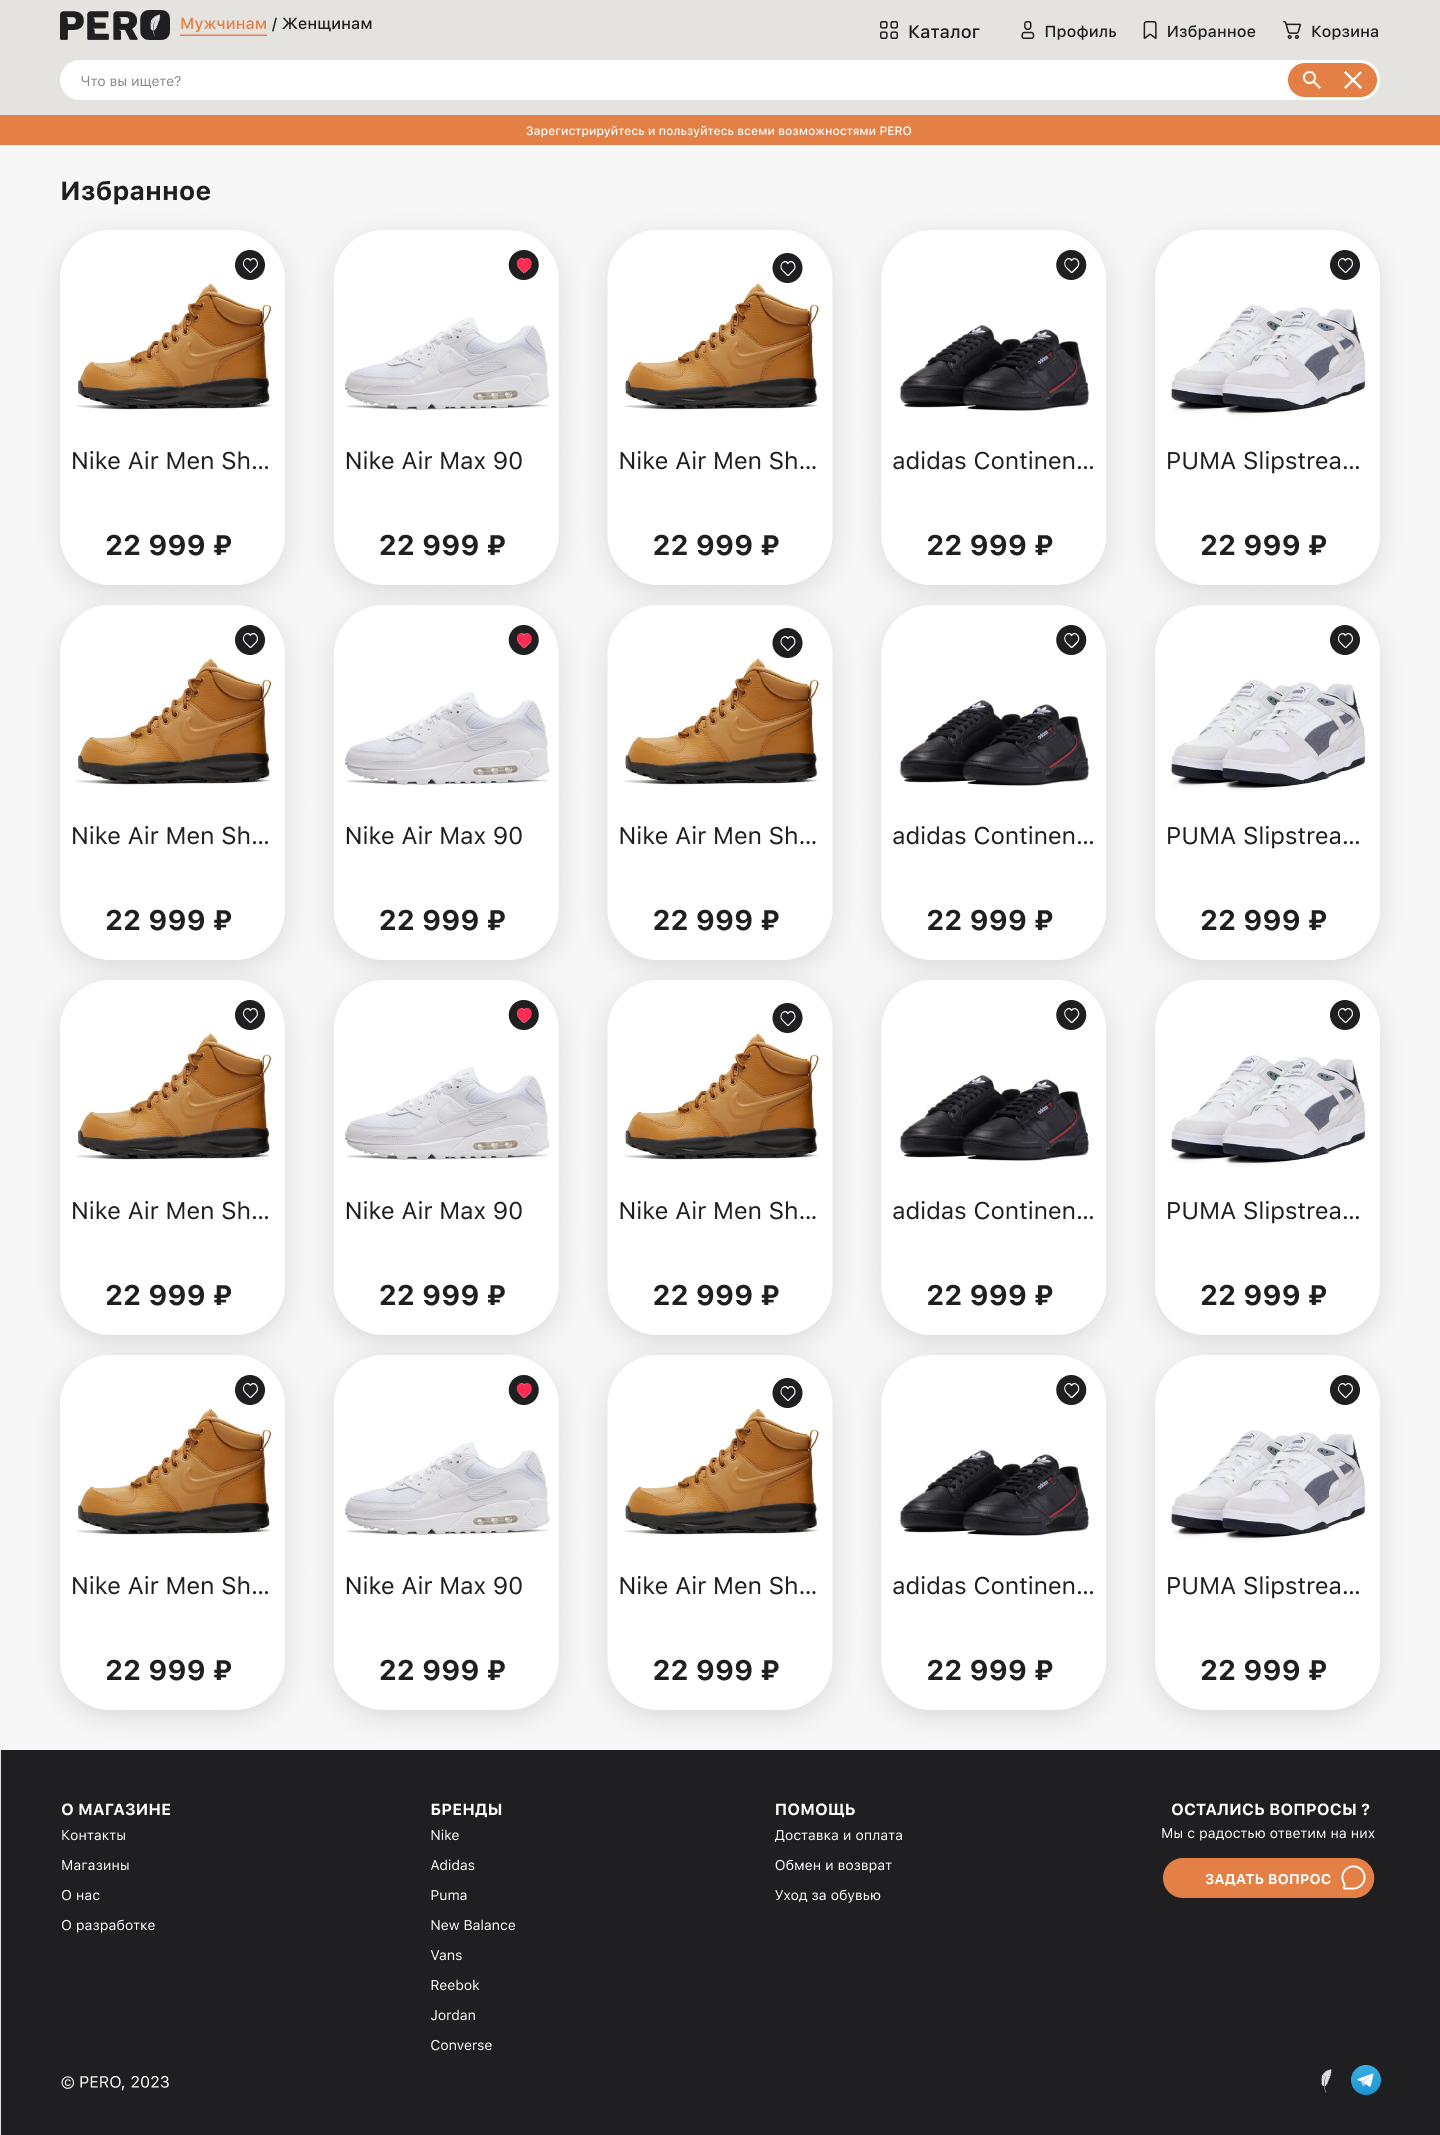 PERO Мужчинам / Женщинам Каталог Профиль Избранное Корзина
Что вы ищете?
Зарегистрируйтесь и пользуйтесь всеми возможностями PERO
Избранное
Nike Air Men Sh... Nike Air Max 90 Nike Air Men Sh... adidas Continen... PUMA Slipstrea...
22 999 ₽ 22 999 ₽ 22 999 ₽ 22 999 ₽ 22 999 ₽
Nike Air Men Sh... Nike Air Max 90 Nike Air Men Sh... adidas Continen... PUMA Slipstrea...
22 999 ₽ 22 999 ₽ 22 999 ₽ 22 999 ₽ 22 999 ₽
Nike Air Men Sh... Nike Air Max 90 Nike Air Men Sh... adidas Continen... PUMA Slipstrea...
22 999 ₽ 22 999 ₽ 22 999 ₽ 22 999 ₽ 22 999 ₽
Nike Air Men Sh... Nike Air Max 90 Nike Air Men Sh... adidas Continen... PUMA Slipstrea...
22 999 ₽ 22 999 ₽ 22 999 ₽ 22 999 ₽ 22 999 ₽
О МАГАЗИНЕ
Контакты
Магазины
О нас
О разработке
БРЕНДЫ
Nike
Adidas
Puma
New Balance
Vans
Reebok
Jordan
Converse
ПОМОЩЬ
Доставка и оплата
Обмен и возврат
Уход за обувью
ОСТАЛИСЬ ВОПРОСЫ ?
Мы с радостью ответим на них
ЗАДАТЬ ВОПРОС
© PERO, 2023